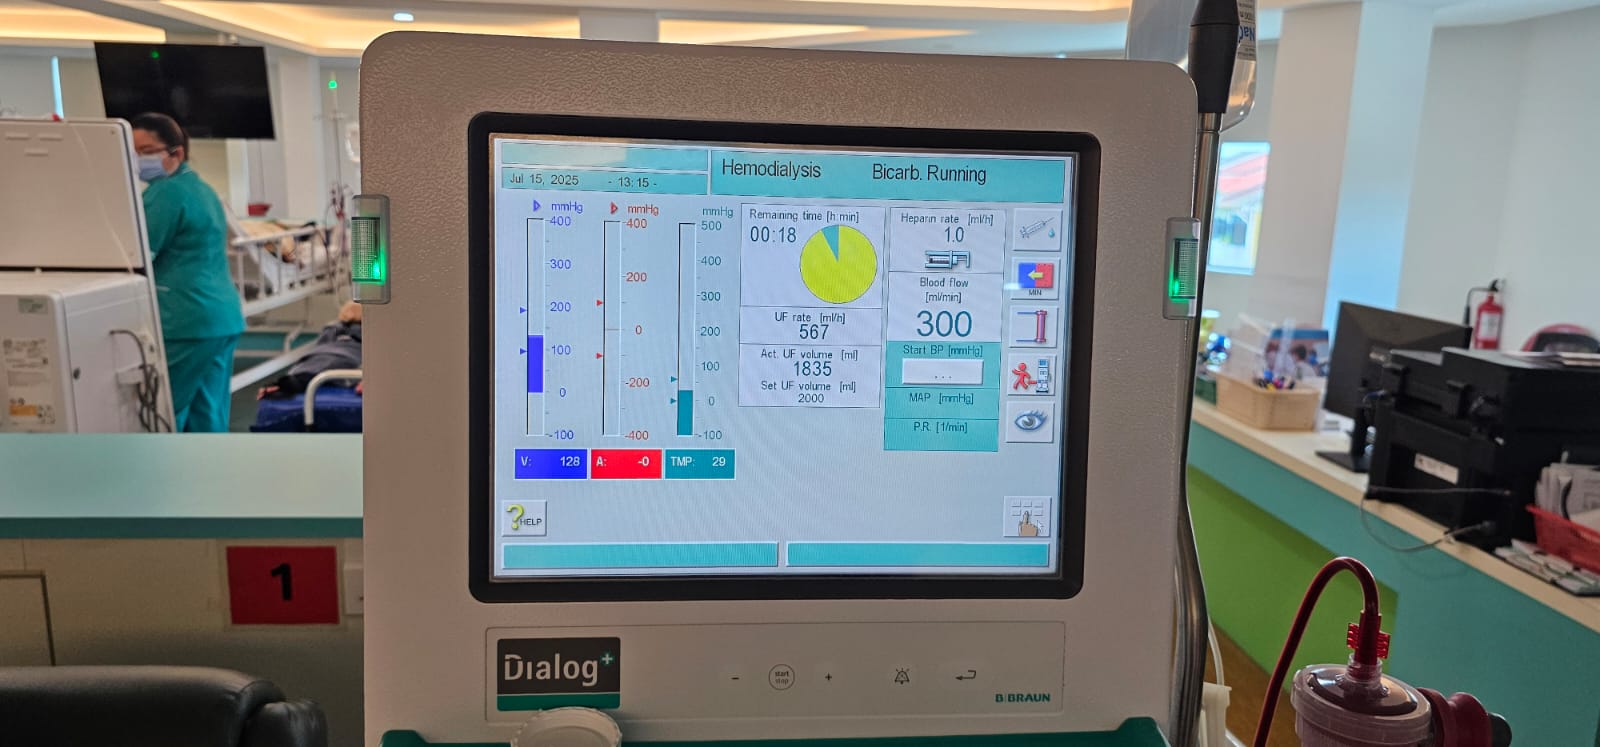 Hemodialysis Bicarb. Running
Jul 15, 2025 - 13:15 -
mmHg
400
300
200
100
0
-100
mmHg
400
200
0
-200
-400
mmHg
500
400
300
200
100
0
-100
V: 128
A: -0
TMP: 29
Remaining time [h:min]
00:18
UF rate [ml/h]
567
Act. UF volume [ml]
1835
Set UF volume [ml]
2000
Heparin rate [ml/h]
1.0
Blood flow
[ml/min]
300
Start BP [mmHg]
...
MAP [mmHg]
P.R. [1/min]
MIN
? HELP
1
Dialog+
-
start
stop
+
B|BRAUN
NaC